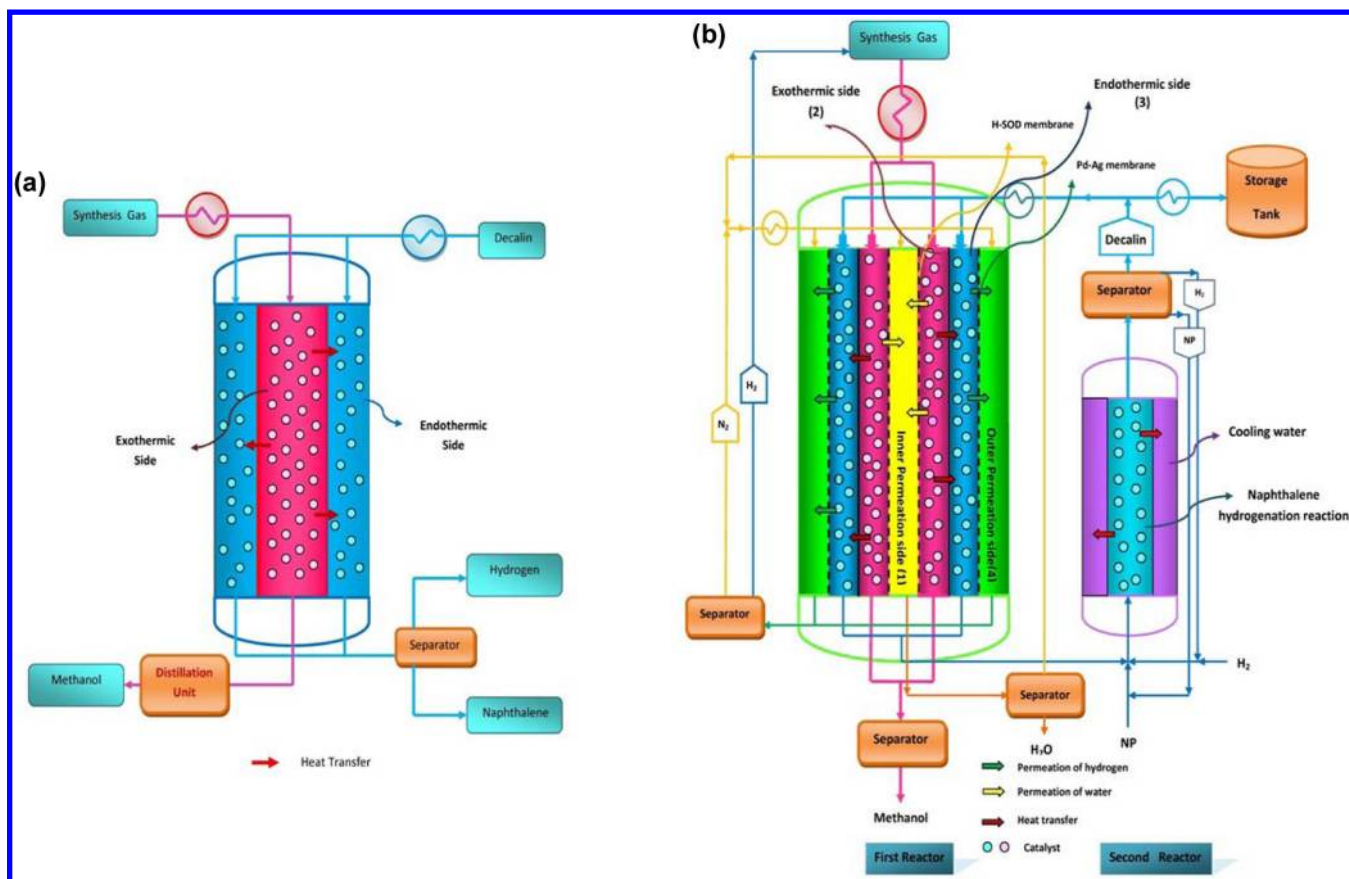 (a)
Synthesis Gas
Decalin
Exothermic
Side
Endothermic
Side
Hydrogen
Separator
Methanol
Distillation
Unit
Naphthalene
Heat Transfer
(b)
Synthesis Gas
Exothermic side
(2)
Endothermic side
(3)
H-SOD membrane
Pd-Ag membrane
Storage
Tank
Decalin
Separator
H₂
NP
H₂
N₂
Inner Permeation side (1)
Outer Permeation side(4)
Cooling water
Naphthalene
hydrogenation reaction
Separator
H₂
Separator
Separator
H₂O
NP
Methanol
Permeation of hydrogen
Permeation of water
Heat transfer
Catalyst
First Reactor
Second Reactor